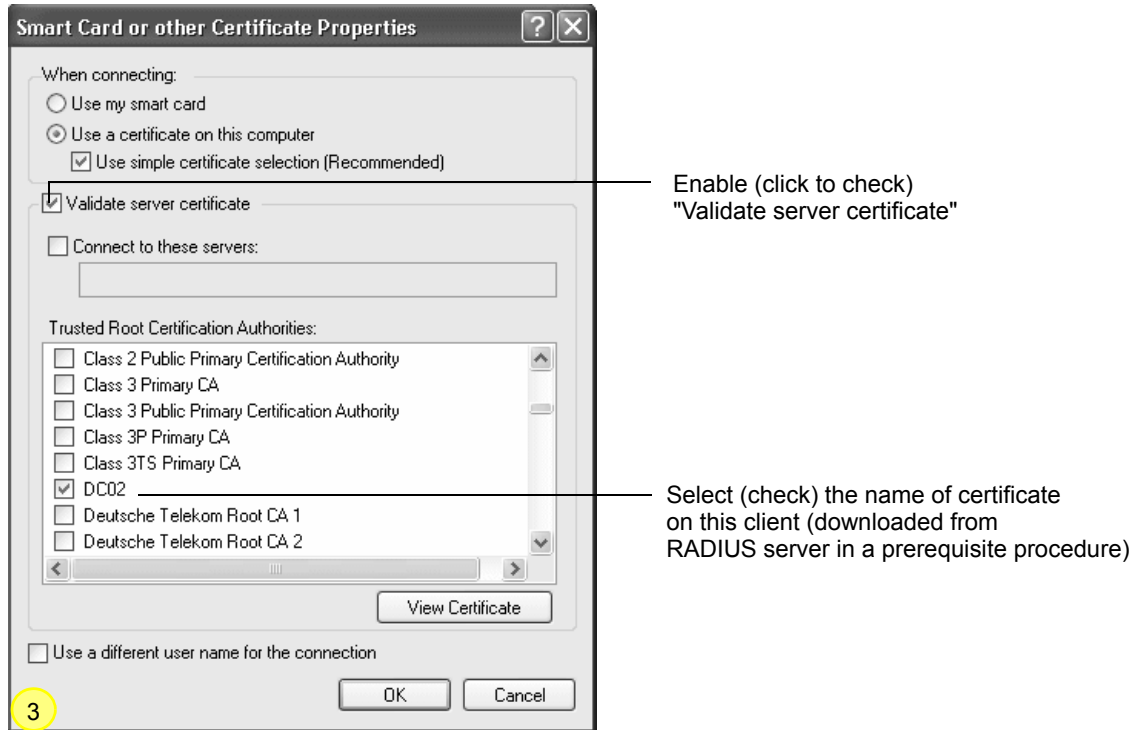 Smart Card or other Certificate Properties
When connecting:
Use my smart card
Use a certificate on this computer
Use simple certificate selection (Recommended)
Validate server certificate
Connect to these servers:
Trusted Root Certification Authorities:
Class 2 Public Primary Certification Authority
Class 3 Primary CA
Class 3 Public Primary Certification Authority
Class 3P Primary CA
Class 3TS Primary CA
DC02
Deutsche Telekom Root CA 1
Deutsche Telekom Root CA 2
View Certificate
Use a different user name for the connection
OK
Cancel
3
Enable (click to check)
"Validate server certificate"
Select (check) the name of certificate
on this client (downloaded from
RADIUS server in a prerequisite procedure)